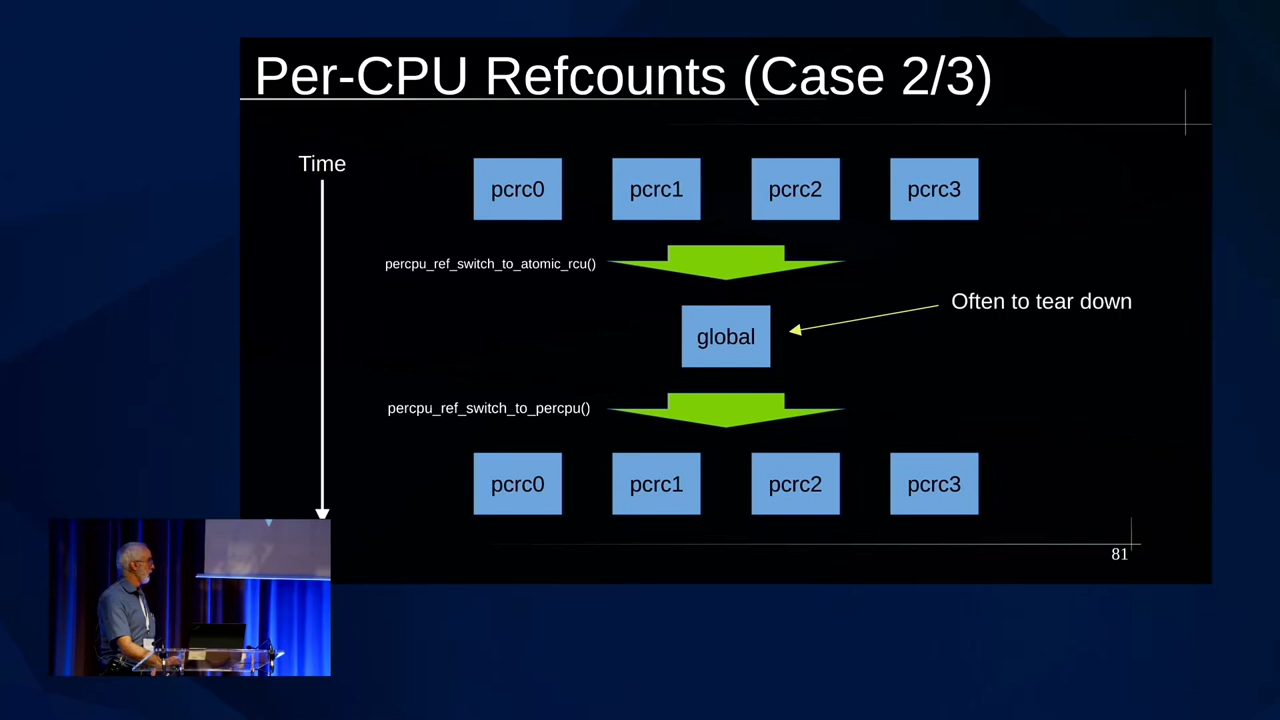 Per-CPU Refcounts (Case 2/3)
Time
pcrc0 pcrc1 pcrc2 pcrc3
percpu_ref_switch_to_atomic_rcu()
Often to tear down
global
percpu_ref_switch_to_percpu()
pcrc0 pcrc1 pcrc2 pcrc3
81